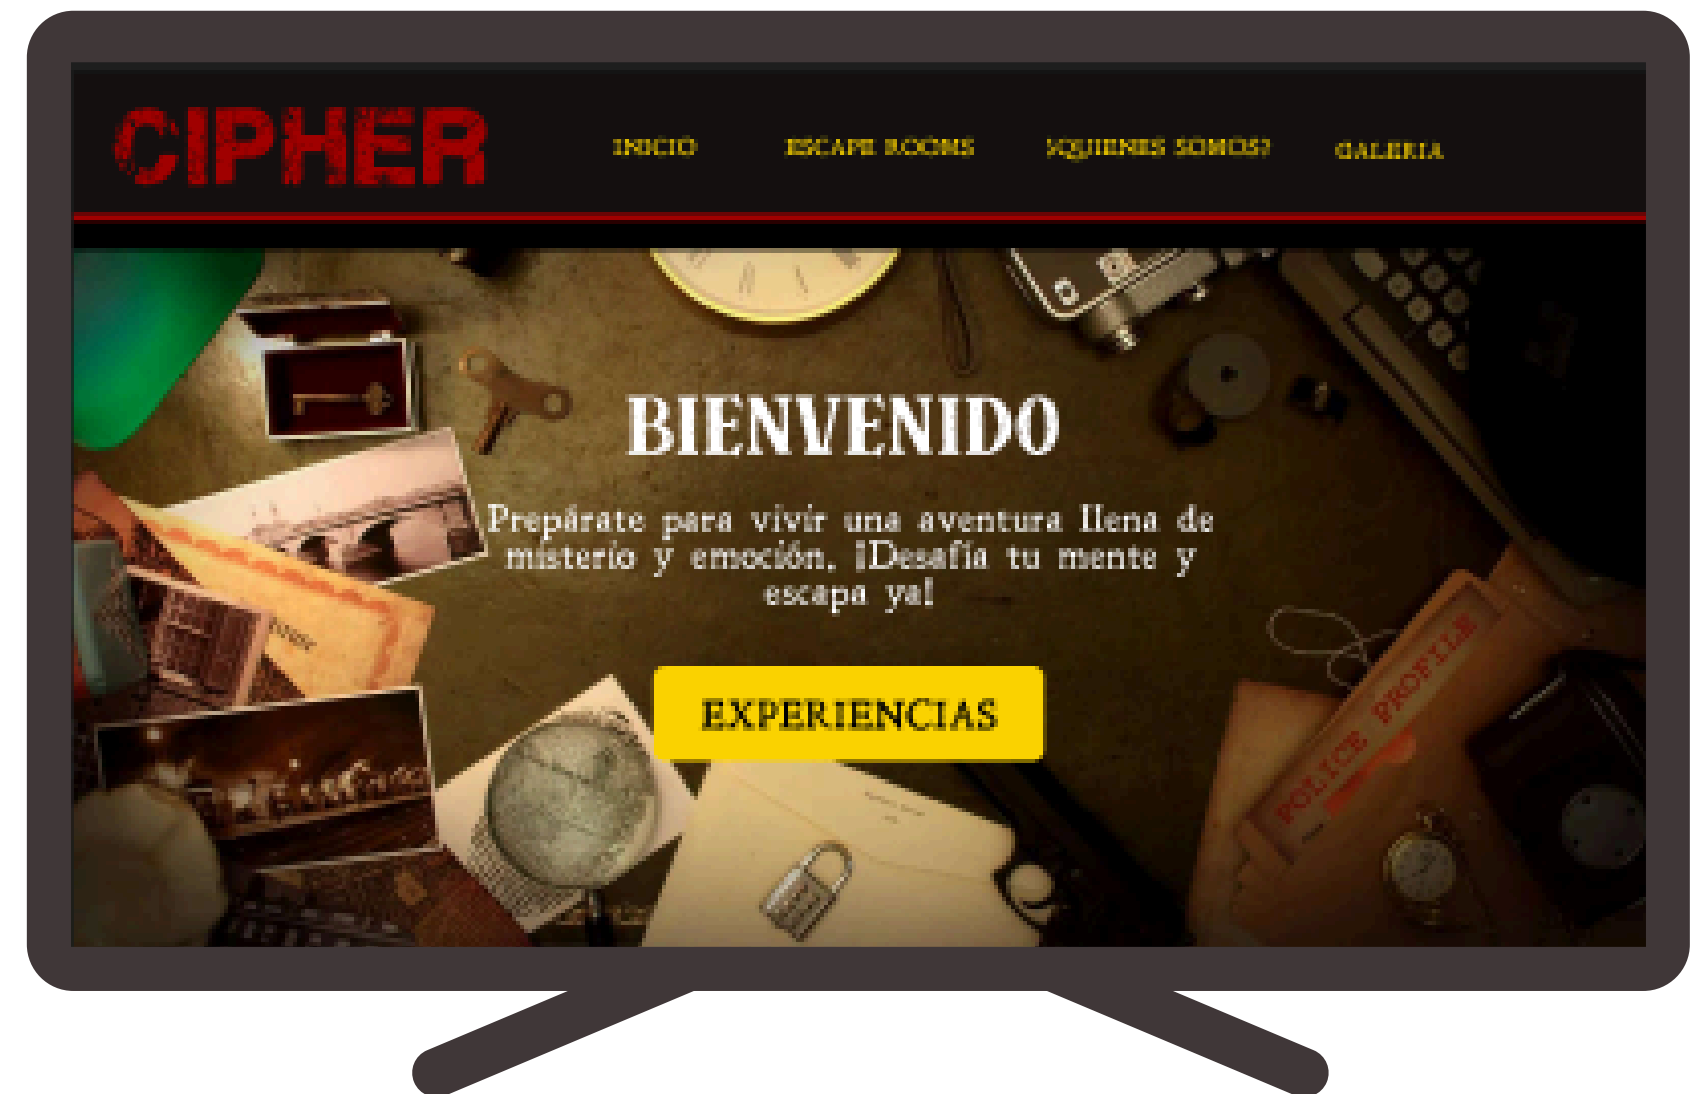 CIPHER
INICIO ESCAPE ROOMS ¿QUIENES SOMOS? GALERIA
BIENVENIDO
Prepárate para vivir una aventura llena de
misterio y emoción. ¡Desafía tu mente y
escapa ya!
EXPERIENCIAS
POLICE PROFILE